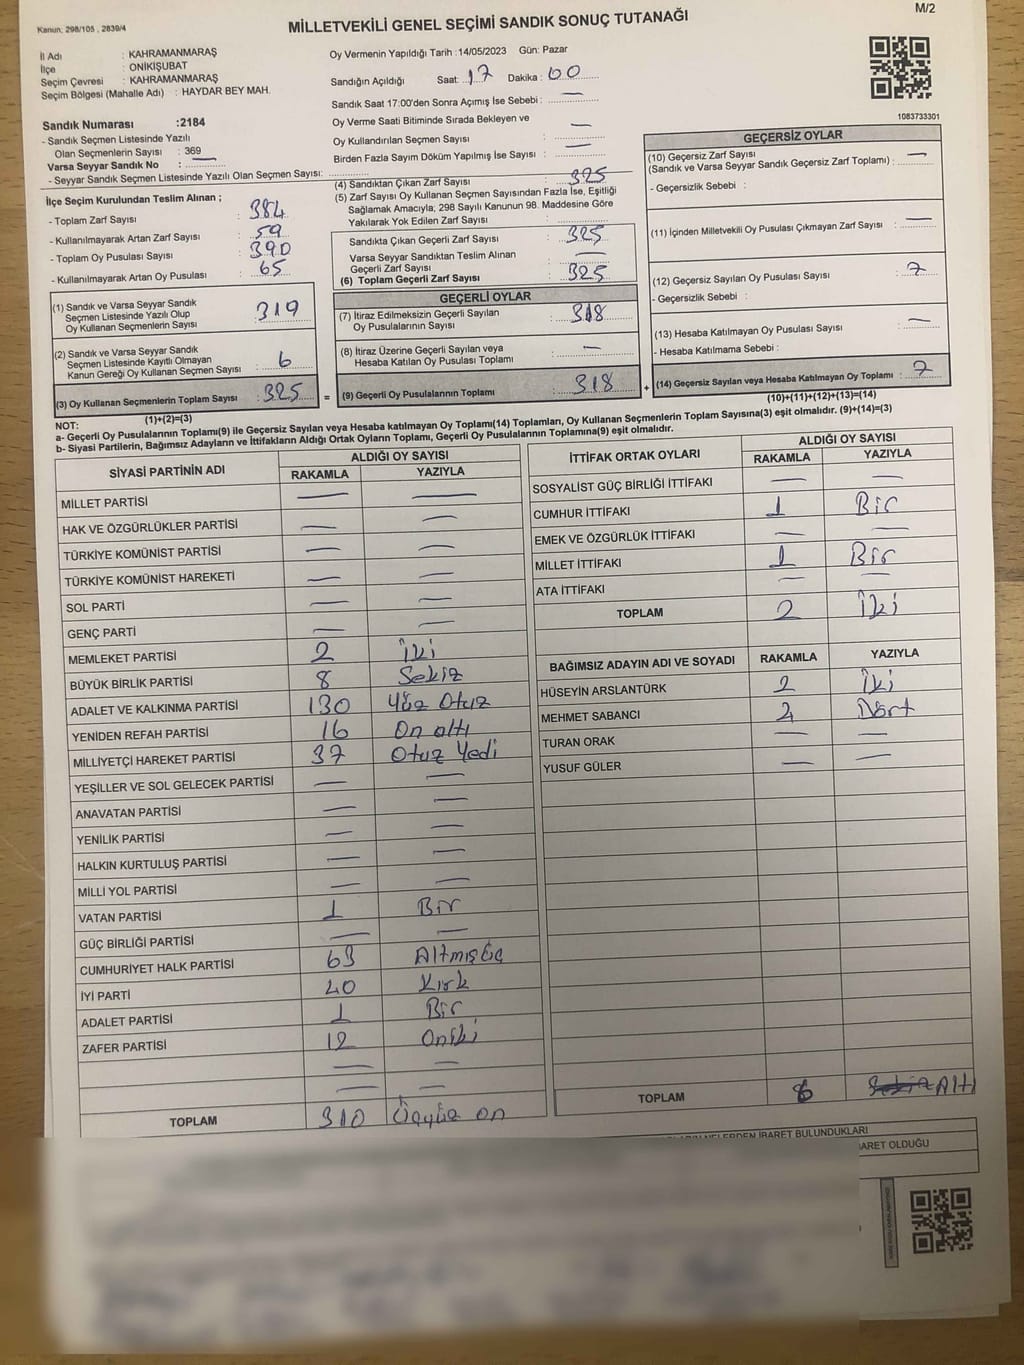 Kanun: 298/105 , 2839/4
MİLLETVEKİLİ GENEL SEÇİMİ SANDIK SONUÇ TUTANAĞI
M/2
İl Adı : KAHRAMANMARAŞ
İlçe : ONİKİŞUBAT
Seçim Çevresi : KAHRAMANMARAŞ
Seçim Bölgesi (Mahalle Adı) : HAYDAR BEY MAH.
Oy Vermenin Yapıldığı Tarih :14/05/2023 Gün: Pazar
Sandığın Açıldığı Saat: 17 Dakika : 00
Sandık Saat 17:00'den Sonra Açılmış İse Sebebi : —
Oy Verme Saati Bitiminde Sırada Bekleyen ve
Oy Kullandırılan Seçmen Sayısı : —
Birden Fazla Sayım Döküm Yapılmış İse Sayısı : —
1083733301
Sandık Numarası :2184
- Sandık Seçmen Listesinde Yazılı
Olan Seçmenlerin Sayısı : 369
Varsa Seyyar Sandık No : —
- Seyyar Sandık Seçmen Listesinde Yazılı Olan Seçmen Sayısı:
İlçe Seçim Kurulundan Teslim Alınan ;
- Toplam Zarf Sayısı : 384
- Kullanılmayarak Artan Zarf Sayısı : 59
- Toplam Oy Pusulası Sayısı : 390
- Kullanılmayarak Artan Oy Pusulası : 65
(1) Sandık ve Varsa Seyyar Sandık
Seçmen Listesinde Yazılı Olup
Oy Kullanan Seçmenlerin Sayısı : 319
(2) Sandık ve Varsa Seyyar Sandık
Seçmen Listesinde Kayıtlı Olmayan
Kanun Gereği Oy Kullanan Seçmen Sayısı : 6
(3) Oy Kullanan Seçmenlerin Toplam Sayısı : 325
(1)+(2)=(3)
(4) Sandıktan Çıkan Zarf Sayısı : 325
(5) Zarf Sayısı Oy Kullanan Seçmen Sayısından Fazla İse, Eşitliği
Sağlamak Amacıyla; 298 Sayılı Kanunun 98. Maddesine Göre
Yakılarak Yok Edilen Zarf Sayısı :
Sandıkta Çıkan Geçerli Zarf Sayısı : 325
Varsa Seyyar Sandıktan Teslim Alınan
Geçerli Zarf Sayısı : —
(6) Toplam Geçerli Zarf Sayısı : 325
GEÇERLİ OYLAR
(7) İtiraz Edilmeksizin Geçerli Sayılan
Oy Pusulalarının Sayısı : 318
(8) İtiraz Üzerine Geçerli Sayılan veya
Hesaba Katılan Oy Pusulası Toplamı : —
= (9) Geçerli Oy Pusulalarının Toplamı : 318 +
GEÇERSİZ OYLAR
(10) Geçersiz Zarf Sayısı
(Sandık ve Varsa Seyyar Sandık Geçersiz Zarf Toplamı) : —
- Geçersizlik Sebebi :
(11) İçinden Milletvekili Oy Pusulası Çıkmayan Zarf Sayısı : —
(12) Geçersiz Sayılan Oy Pusulası Sayısı : 7
- Geçersizlik Sebebi :
(13) Hesaba Katılmayan Oy Pusulası Sayısı : —
- Hesaba Katılmama Sebebi :
(14) Geçersiz Sayılan veya Hesaba Katılmayan Oy Toplamı : 7
(10)+(11)+(12)+(13)=(14)
NOT:
a- Geçerli Oy Pusulalarının Toplamı(9) ile Geçersiz Sayılan veya Hesaba Katılmayan Oy Toplamı(14) Toplamları, Oy Kullanan Seçmenlerin Toplam Sayısına(3) eşit olmalıdır. (9)+(14)=(3)
b- Siyasi Partilerin, Bağımsız Adayların ve İttifakların Aldığı Ortak Oyların Toplamı, Geçerli Oy Pusulalarının Toplamına(9) eşit olmalıdır.
SİYASİ PARTİNİN ADI ALDIĞI OY SAYISI
RAKAMLA YAZIYLA
MİLLET PARTİSİ — —
HAK VE ÖZGÜRLÜKLER PARTİSİ — —
TÜRKİYE KOMÜNİST PARTİSİ — —
TÜRKİYE KOMÜNİST HAREKETİ — —
SOL PARTİ — —
GENÇ PARTİ — —
MEMLEKET PARTİSİ 2 İki
BÜYÜK BİRLİK PARTİSİ 8 Sekiz
ADALET VE KALKINMA PARTİSİ 130 Yüz Otuz
YENİDEN REFAH PARTİSİ 16 On altı
MİLLİYETÇİ HAREKET PARTİSİ 37 Otuz Yedi
YEŞİLLER VE SOL GELECEK PARTİSİ — —
ANAVATAN PARTİSİ — —
YENİLİK PARTİSİ — —
HALKIN KURTULUŞ PARTİSİ — —
MİLLİ YOL PARTİSİ — —
VATAN PARTİSİ 1 Bir
GÜÇ BİRLİĞİ PARTİSİ — —
CUMHURİYET HALK PARTİSİ 63 Altmış üç
İYİ PARTİ 40 Kırk
ADALET PARTİSİ 1 Bir
ZAFER PARTİSİ 12 Oniki
— —
— —
TOPLAM 310 Üçyüz on
İTTİFAK ORTAK OYLARI ALDIĞI OY SAYISI
RAKAMLA YAZIYLA
SOSYALİST GÜÇ BİRLİĞİ İTTİFAKI — —
CUMHUR İTTİFAKI 1 Bir
EMEK VE ÖZGÜRLÜK İTTİFAKI — —
MİLLET İTTİFAKI 1 Bir
ATA İTTİFAKI — —
TOPLAM 2 İki
BAĞIMSIZ ADAYIN ADI VE SOYADI RAKAMLA YAZIYLA
HÜSEYİN ARSLANTÜRK 2 İki
MEHMET SABANCI 4 Dört
TURAN ORAK — —
YUSUF GÜLER — —
TOPLAM 6 Altı
NELERDEN İBARET BULUNDUKLARI
İBARET OLDUĞU